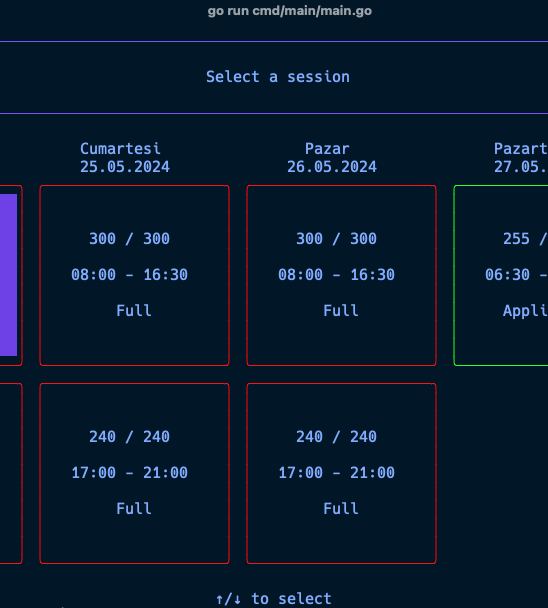 go run cmd/main/main.go
Select a session
Cumartesi Pazar
25.05.2024 26.05.2024 27.05.
300 / 300 300 / 300 255 /
08:00 - 16:30 08:00 - 16:30 06:30 -
Full Full
240 / 240 240 / 240
17:00 - 21:00 17:00 - 21:00
Full Full
↑/↓ to select